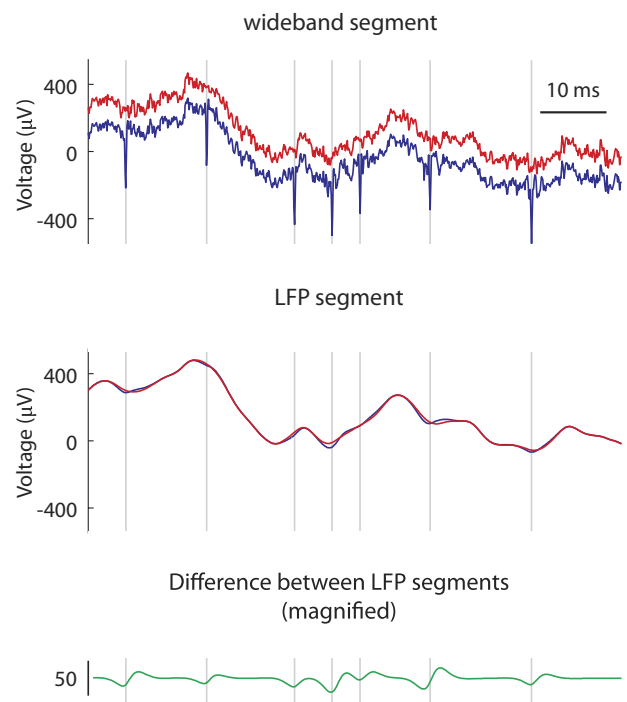 wideband segment
400
10 ms
0
-400
Voltage (μV)
LFP segment
400
0
-400
Voltage (μV)
Difference between LFP segments
(magnified)
50